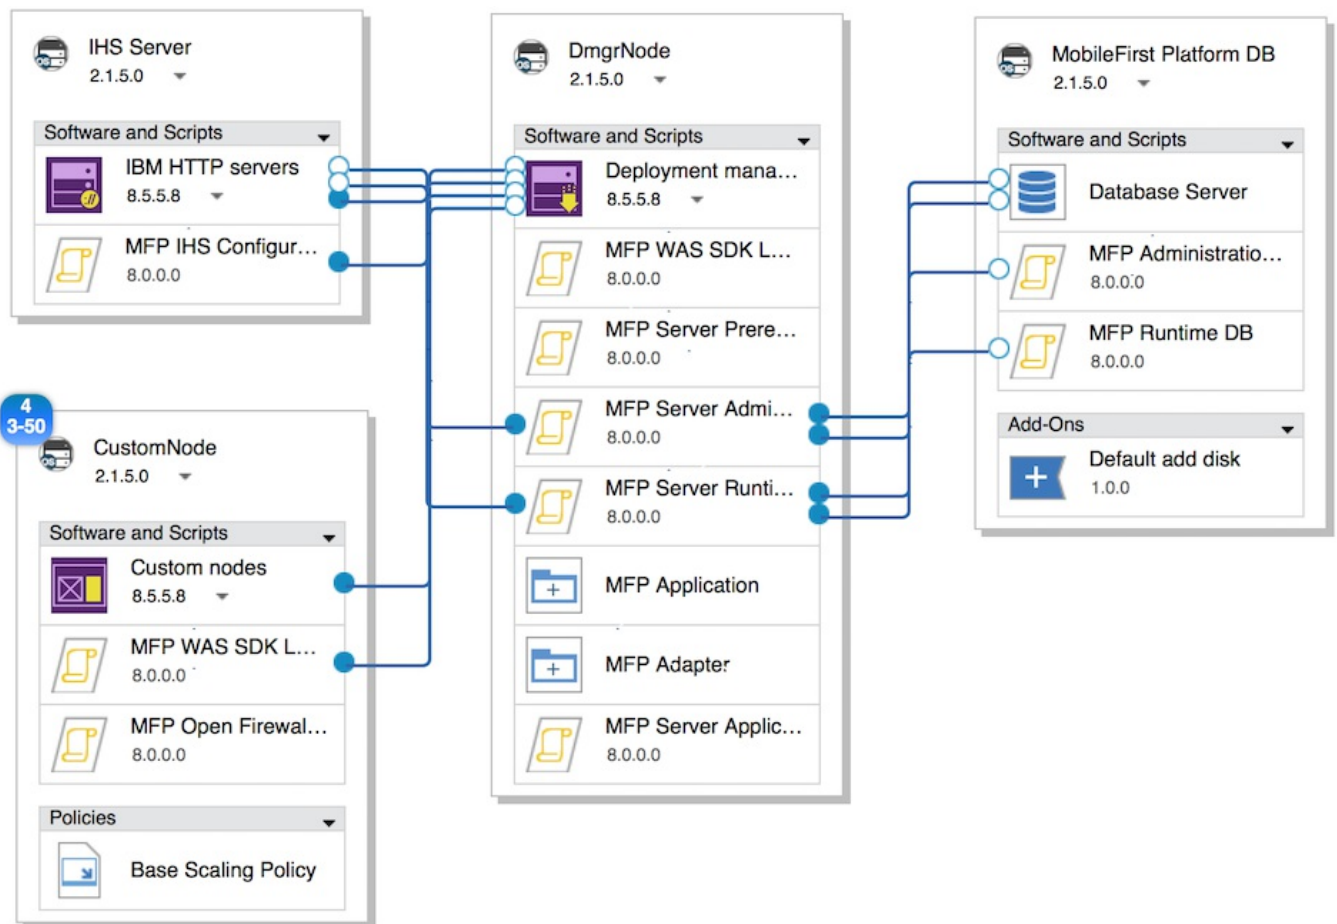 IHS Server
2.1.5.0
Software and Scripts
IBM HTTP servers
8.5.5.8
MFP IHS Configur...
8.0.0.0
4
3-50
CustomNode
2.1.5.0
Software and Scripts
Custom nodes
8.5.5.8
MFP WAS SDK L...
8.0.0.0
MFP Open Firewal...
8.0.0.0
Policies
Base Scaling Policy
DmgrNode
2.1.5.0
Software and Scripts
Deployment mana...
8.5.5.8
MFP WAS SDK L...
8.0.0.0
MFP Server Prere...
8.0.0.0
MFP Server Admi...
8.0.0.0
MFP Server Runti...
8.0.0.0
MFP Application
MFP Adapter
MFP Server Applic...
8.0.0.0
MobileFirst Platform DB
2.1.5.0
Software and Scripts
Database Server
MFP Administratio...
8.0.0.0
MFP Runtime DB
8.0.0.0
Add-Ons
Default add disk
1.0.0